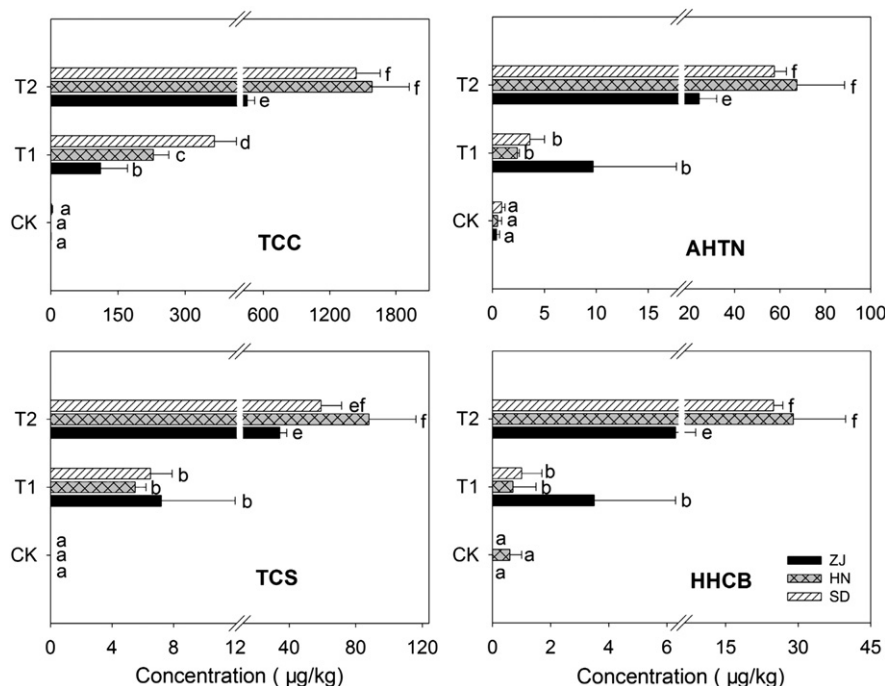 T2
f
f
e
T1
d
c
b
CK
a
a
a
TCC
0 150 300 600 1200 1800
T2
f
f
e
T1
b
b
b
CK
a
a
a
AHTN
0 5 10 15 20 40 60 80 100
T2
ef
f
e
T1
b
b
b
CK
a
a
a
TCS
0 4 8 12 40 80 120
Concentration ( µg/kg)
T2
f
f
e
T1
b
b
b
CK
a
a
a
HHCB
ZJ
HN
SD
0 2 4 6 15 30 45
Concentration ( µg/kg)